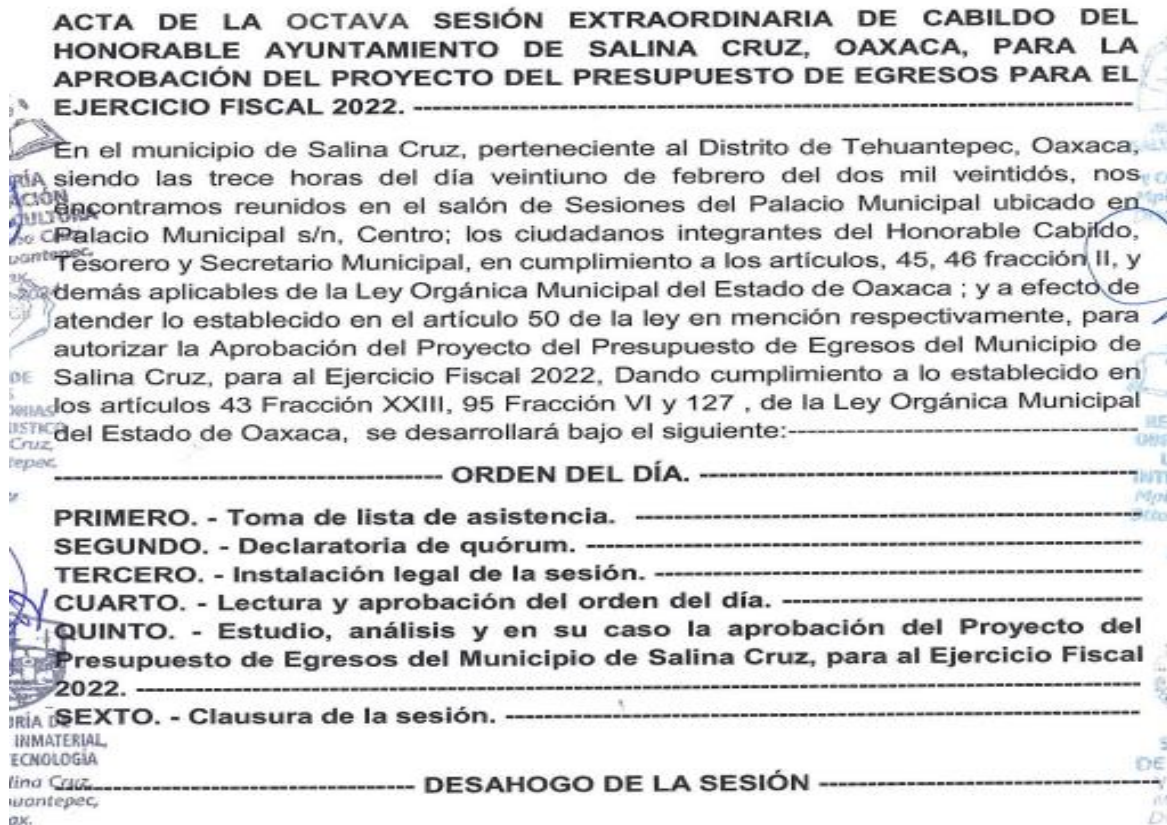 ACTA DE LA OCTAVA SESIÓN EXTRAORDINARIA DE CABILDO DEL
HONORABLE AYUNTAMIENTO DE SALINA CRUZ, OAXACA, PARA LA
APROBACIÓN DEL PROYECTO DEL PRESUPUESTO DE EGRESOS PARA EL
EJERCICIO FISCAL 2022. ---
En el municipio de Salina Cruz, perteneciente al Distrito de Tehuantepec, Oaxaca,
siendo las trece horas del día veintiuno de febrero del dos mil veintidós, nos
encontramos reunidos en el salón de Sesiones del Palacio Municipal ubicado en
Palacio Municipal s/n, Centro; los ciudadanos integrantes del Honorable Cabildo,
Tesorero y Secretario Municipal, en cumplimiento a los artículos, 45, 46 fracción II, y
demás aplicables de la Ley Orgánica Municipal del Estado de Oaxaca ; y a efecto de
atender lo establecido en el artículo 50 de la ley en mención respectivamente, para
autorizar la Aprobación del Proyecto del Presupuesto de Egresos del Municipio de
Salina Cruz, para al Ejercicio Fiscal 2022, Dando cumplimiento a lo establecido en
los artículos 43 Fracción XXIII, 95 Fracción VI y 127 , de la Ley Orgánica Municipal
del Estado de Oaxaca, se desarrollará bajo el siguiente:---
--- ORDEN DEL DÍA. ---
PRIMERO. - Toma de lista de asistencia. ---
SEGUNDO. - Declaratoria de quórum. ---
TERCERO. - Instalación legal de la sesión. ---
CUARTO. - Lectura y aprobación del orden del día. ---
QUINTO. - Estudio, análisis y en su caso la aprobación del Proyecto del
Presupuesto de Egresos del Municipio de Salina Cruz, para al Ejercicio Fiscal
2022. ---
SEXTO. - Clausura de la sesión. ---
INMATERIAL,
--- DESAHOGO DE LA SESIÓN ---